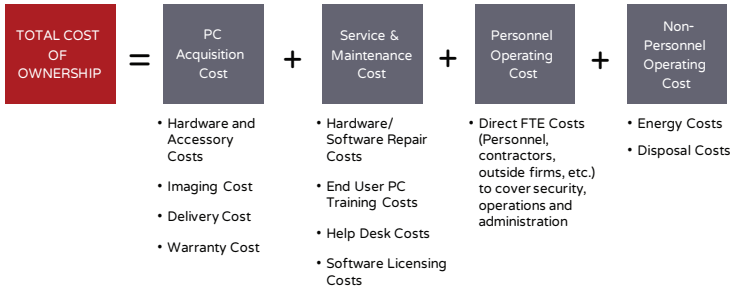 TOTAL COST
OF
OWNERSHIP
=
PC
Acquisition
Cost
+
Service &
Maintenance
Cost
+
Personnel
Operating
Cost
+
Non-
Personnel
Operating
Cost
• Hardware and
Accessory
Costs
• Imaging Cost
• Delivery Cost
• Warranty Cost
• Hardware/
Software Repair
Costs
• End User PC
Training Costs
• Help Desk Costs
• Software Licensing
Costs
• Direct FTE Costs
(Personnel,
contractors,
outside firms, etc.)
to cover security,
operations and
administration
• Energy Costs
• Disposal Costs